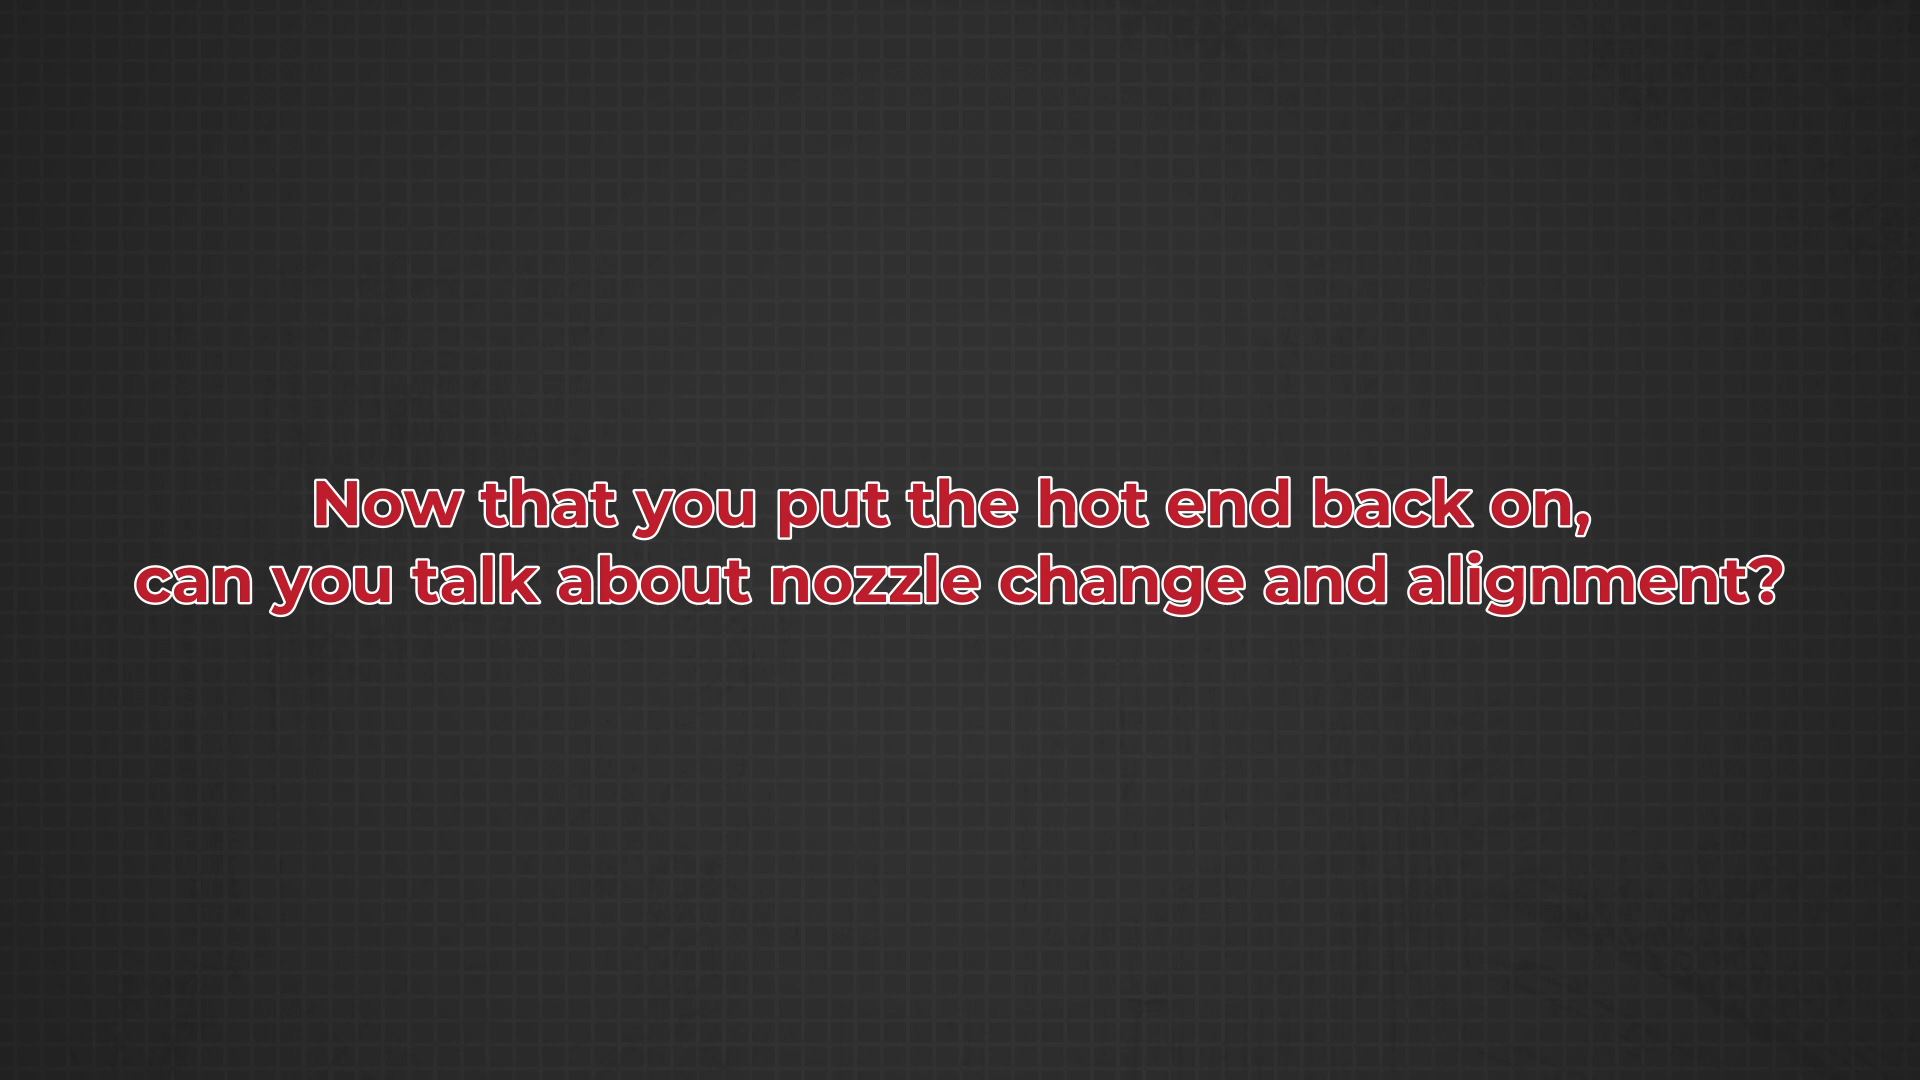 Now that you put the hot end back on,
can you talk about nozzle change and alignment?